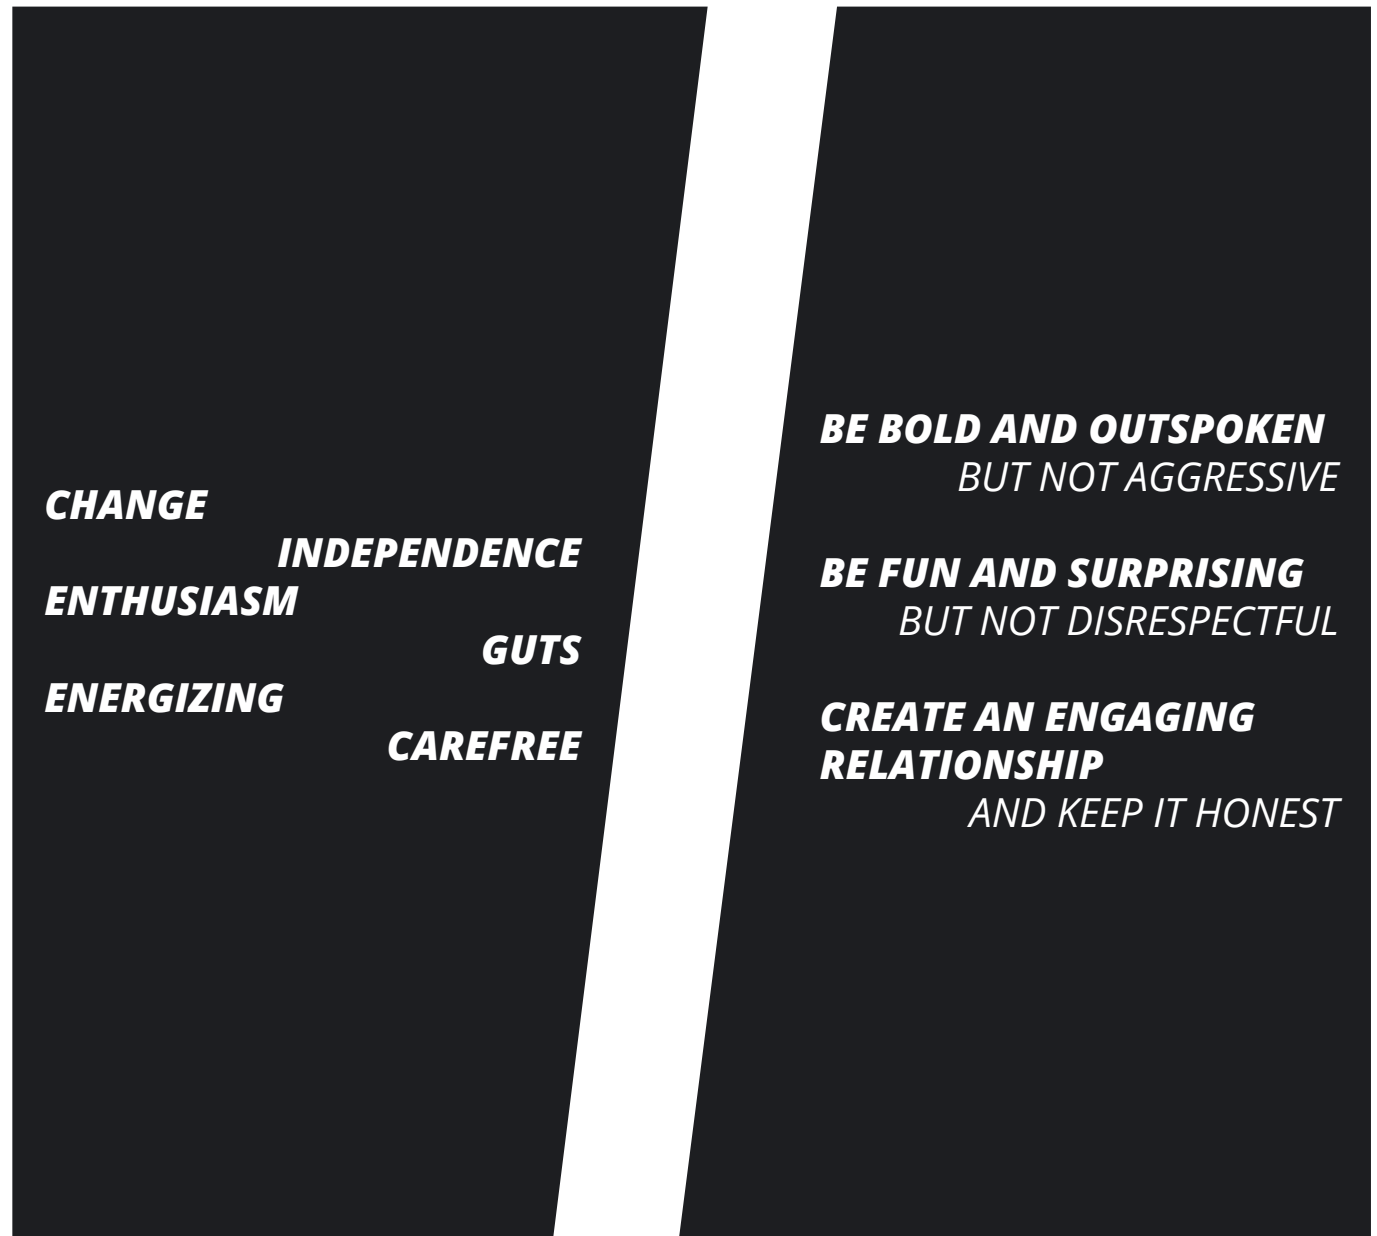 CHANGE
INDEPENDENCE
ENTHUSIASM
GUTS
ENERGIZING
CAREFREE
BE BOLD AND OUTSPOKEN
BUT NOT AGGRESSIVE
BE FUN AND SURPRISING
BUT NOT DISRESPECTFUL
CREATE AN ENGAGING
RELATIONSHIP
AND KEEP IT HONEST